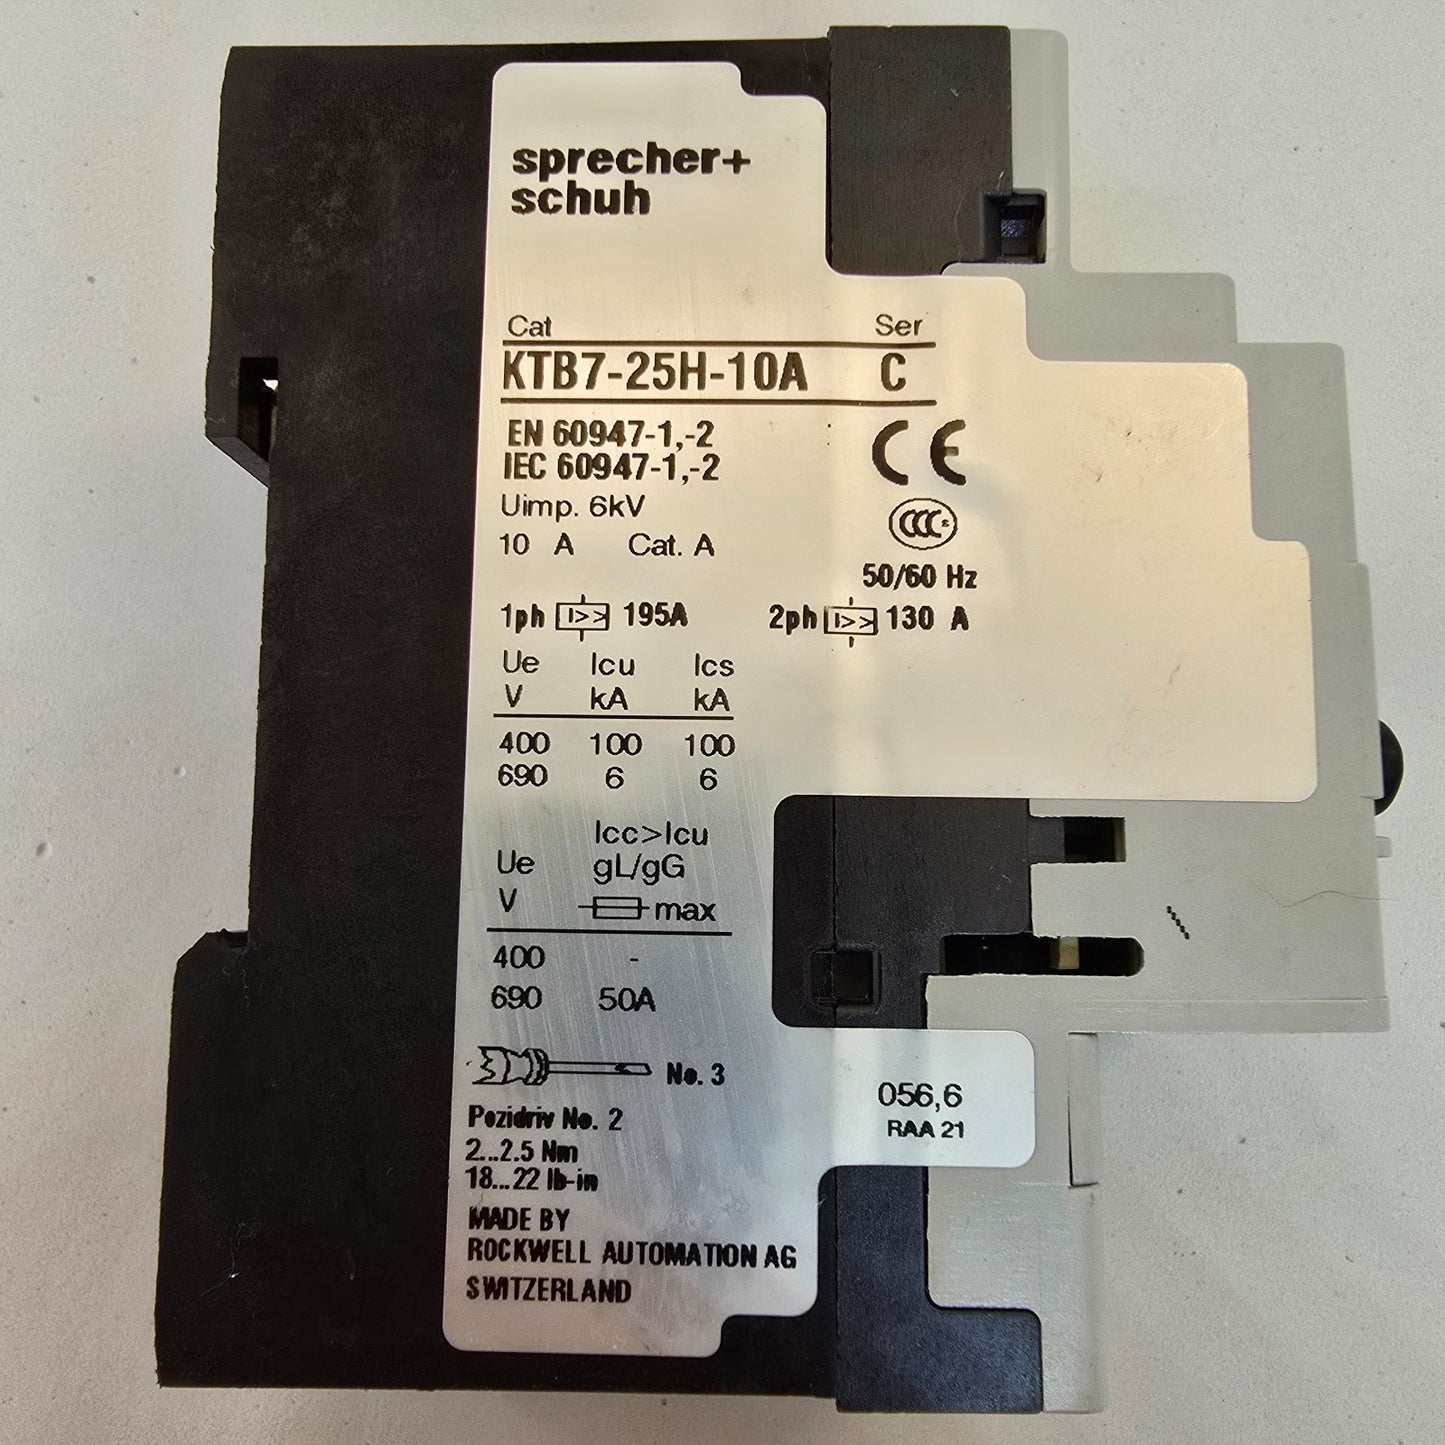 sprecher+
schuh
Cat Ser
KTB7-25H-10A C
EN 60947-1,-2
IEC 60947-1,-2
CE
Uimp. 6kV
CCC
10 A Cat. A
50/60 Hz
1ph I>> 195A 2ph I>> 130 A
Ue Icu Ics
V kA kA
400 100 100
690 6 6
Icc>Icu
Ue gL/gG
V max
400 -
690 50A
No. 3
Pozidriv No. 2
2...2.5 Nm
18...22 lb-in
056,6
RAA 21
MADE BY
ROCKWELL AUTOMATION AG
SWITZERLAND